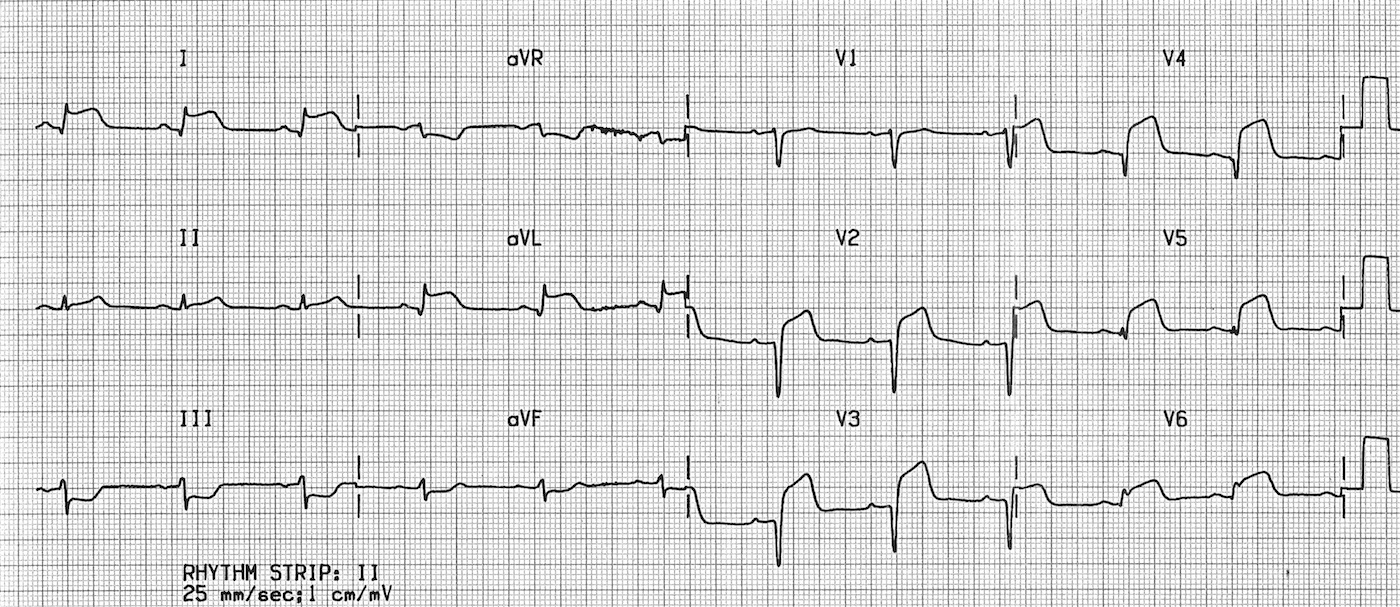 I aVR V1 V4
II aVL V2 V5
III aVF V3 V6
RHYTHM STRIP: II
25 mm/sec;1 cm/mV